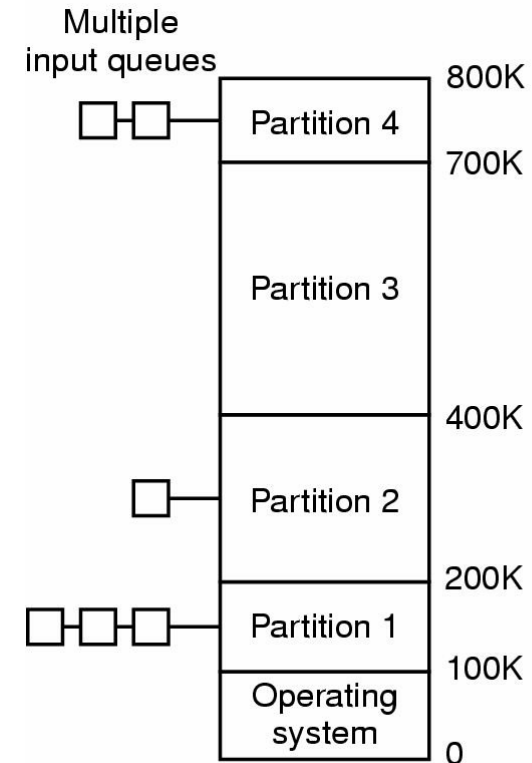 Multiple
input queues
800K
Partition 4
700K
Partition 3
400K
Partition 2
200K
Partition 1
100K
Operating
system
0